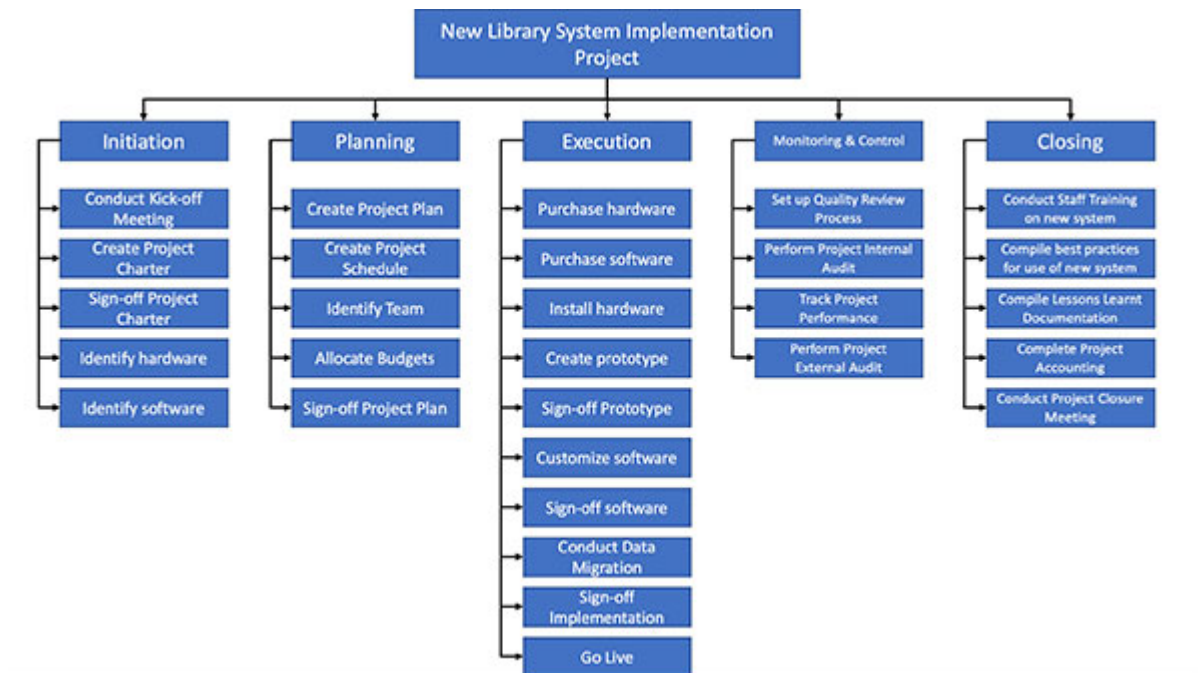 New Library System Implementation
Project
Initiation
Conduct Kick-off
Meeting
Create Project
Charter
Sign-off Project
Charter
Identify hardware
Identify software
Planning
Create Project Plan
Create Project
Schedule
Identify Team
Allocate Budgets
Sign-off Project Plan
Execution
Purchase hardware
Purchase software
Install hardware
Create prototype
Sign-off Prototype
Customize software
Sign-off software
Conduct Data
Migration
Sign-off
Implementation
Go Live
Monitoring & Control
Set up Quality Review
Process
Perform Project Internal
Audit
Track Project
Performance
Perform Project
External Audit
Closing
Conduct Staff Training
on new system
Compile best practices
for use of new system
Compile Lessons Learnt
Documentation
Complete Project
Accounting
Conduct Project Closure
Meeting